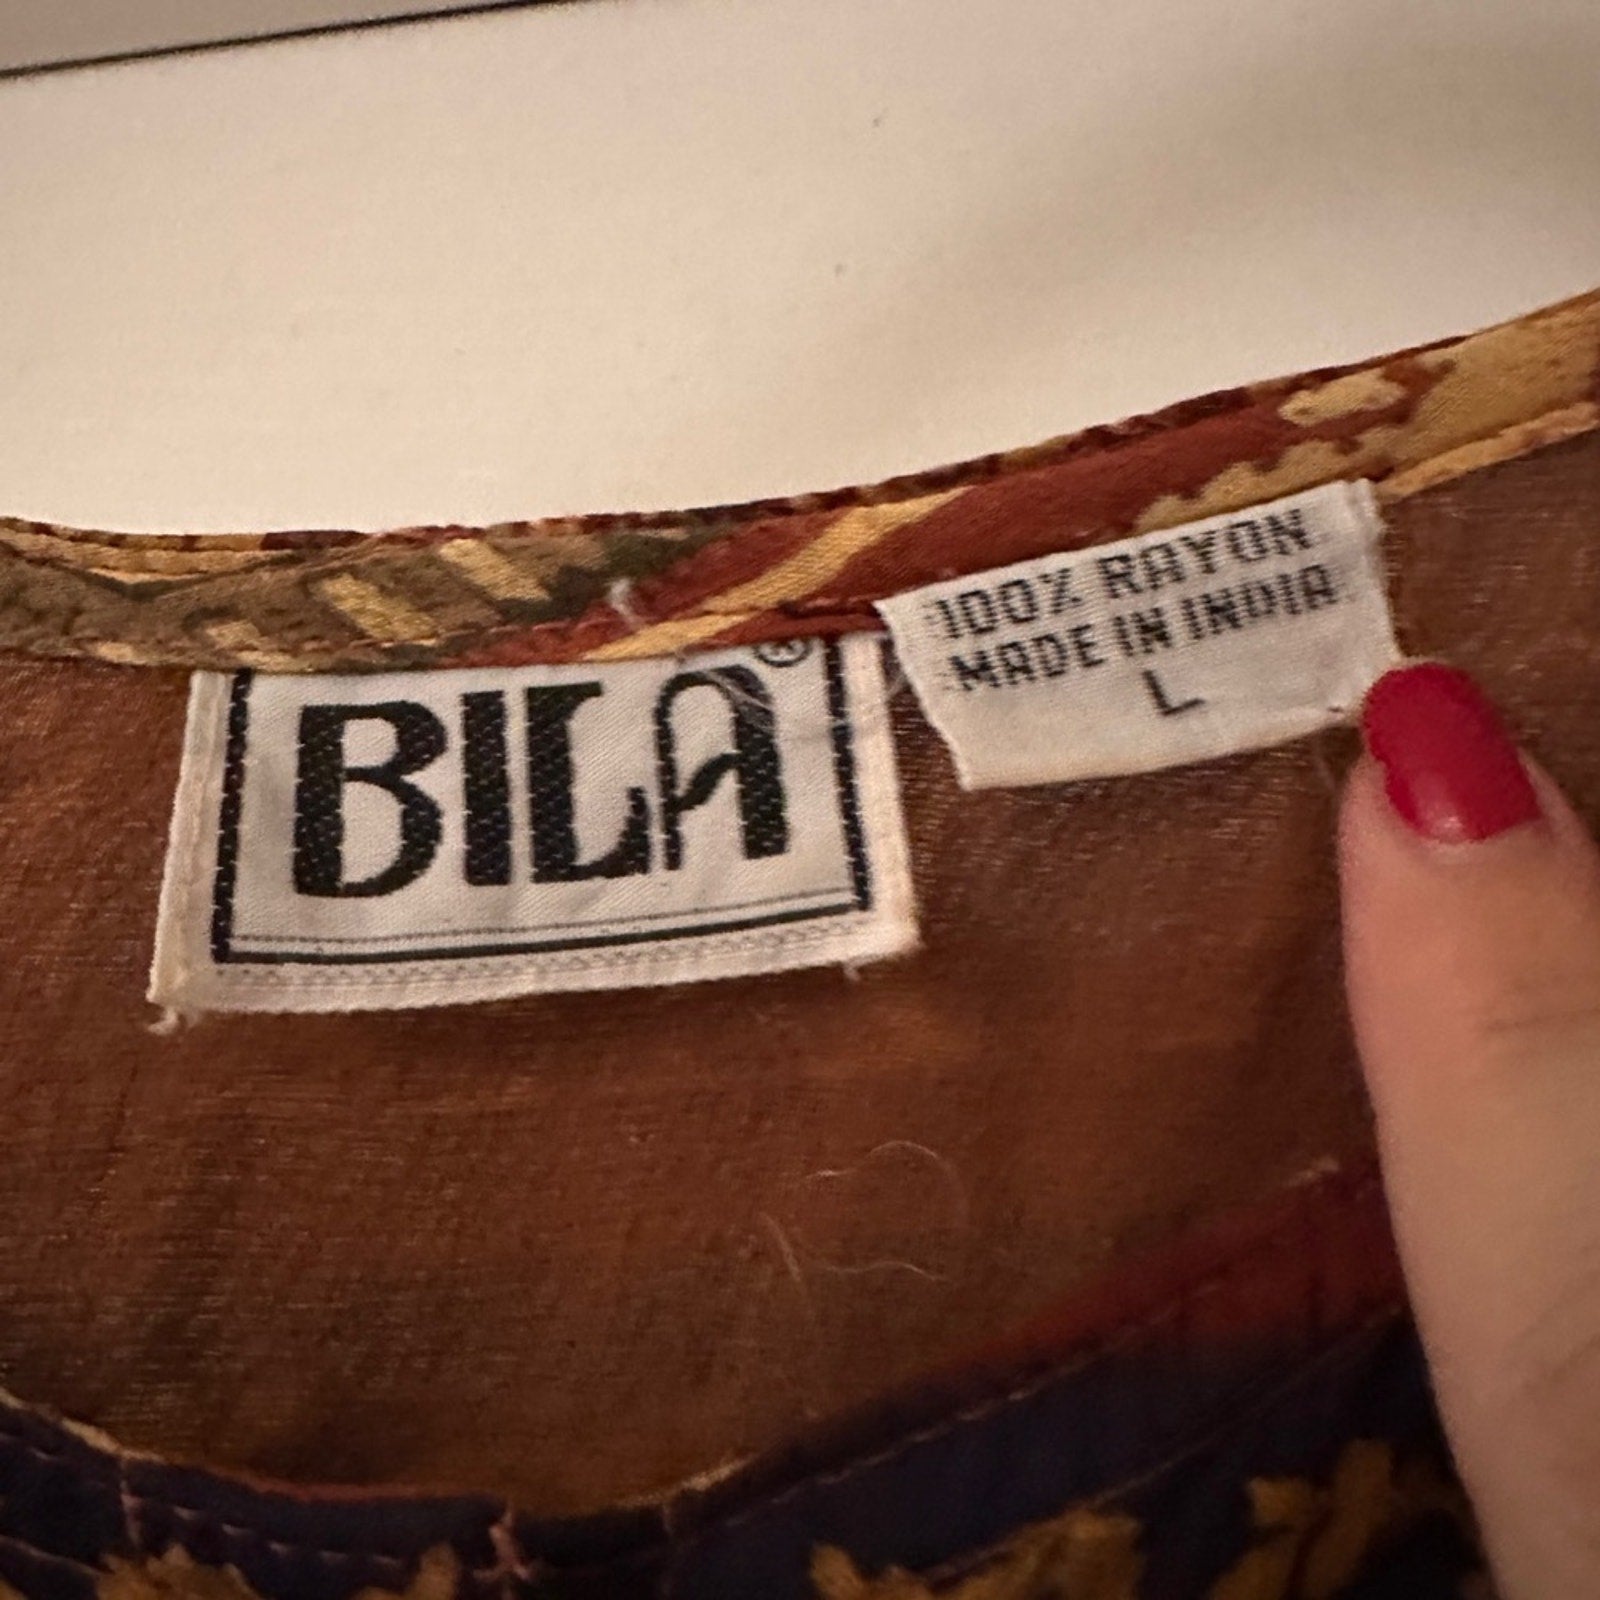 BILA®
100% RAYON
MADE IN INDIA
L